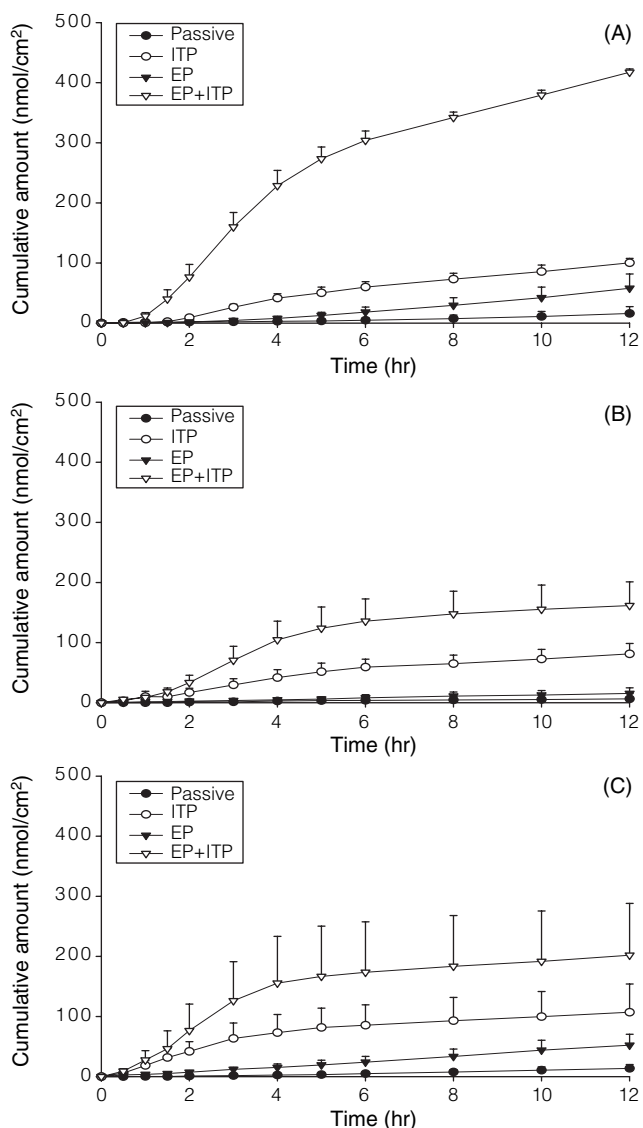 (A)
Passive
ITP
EP
EP+ITP
Cumulative amount (nmol/cm²)
500
400
300
200
100
0
0 2 4 6 8 10 12
Time (hr)
(B)
Passive
ITP
EP
EP+ITP
Cumulative amount (nmol/cm²)
500
400
300
200
100
0
0 2 4 6 8 10 12
Time (hr)
(C)
Passive
ITP
EP
EP+ITP
Cumulative amount (nmol/cm²)
500
400
300
200
100
0
0 2 4 6 8 10 12
Time (hr)